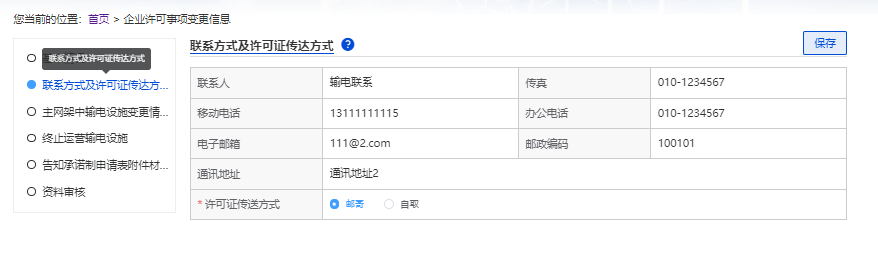 您当前的位置：首页 > 企业许可事项变更信息
联系方式及许可证传达方式
联系方式及许可证传达方...
主网架中输电设施变更情...
终止运营输电设施
告知承诺制申请表附件材...
资料审核
联系方式及许可证传达方式 ?
保存
联系人 输电联系 传真 010-1234567
移动电话 13111111115 办公电话 010-1234567
电子邮箱 111@2.com 邮政编码 100101
通讯地址 通讯地址2
* 许可证传送方式 邮寄 自取